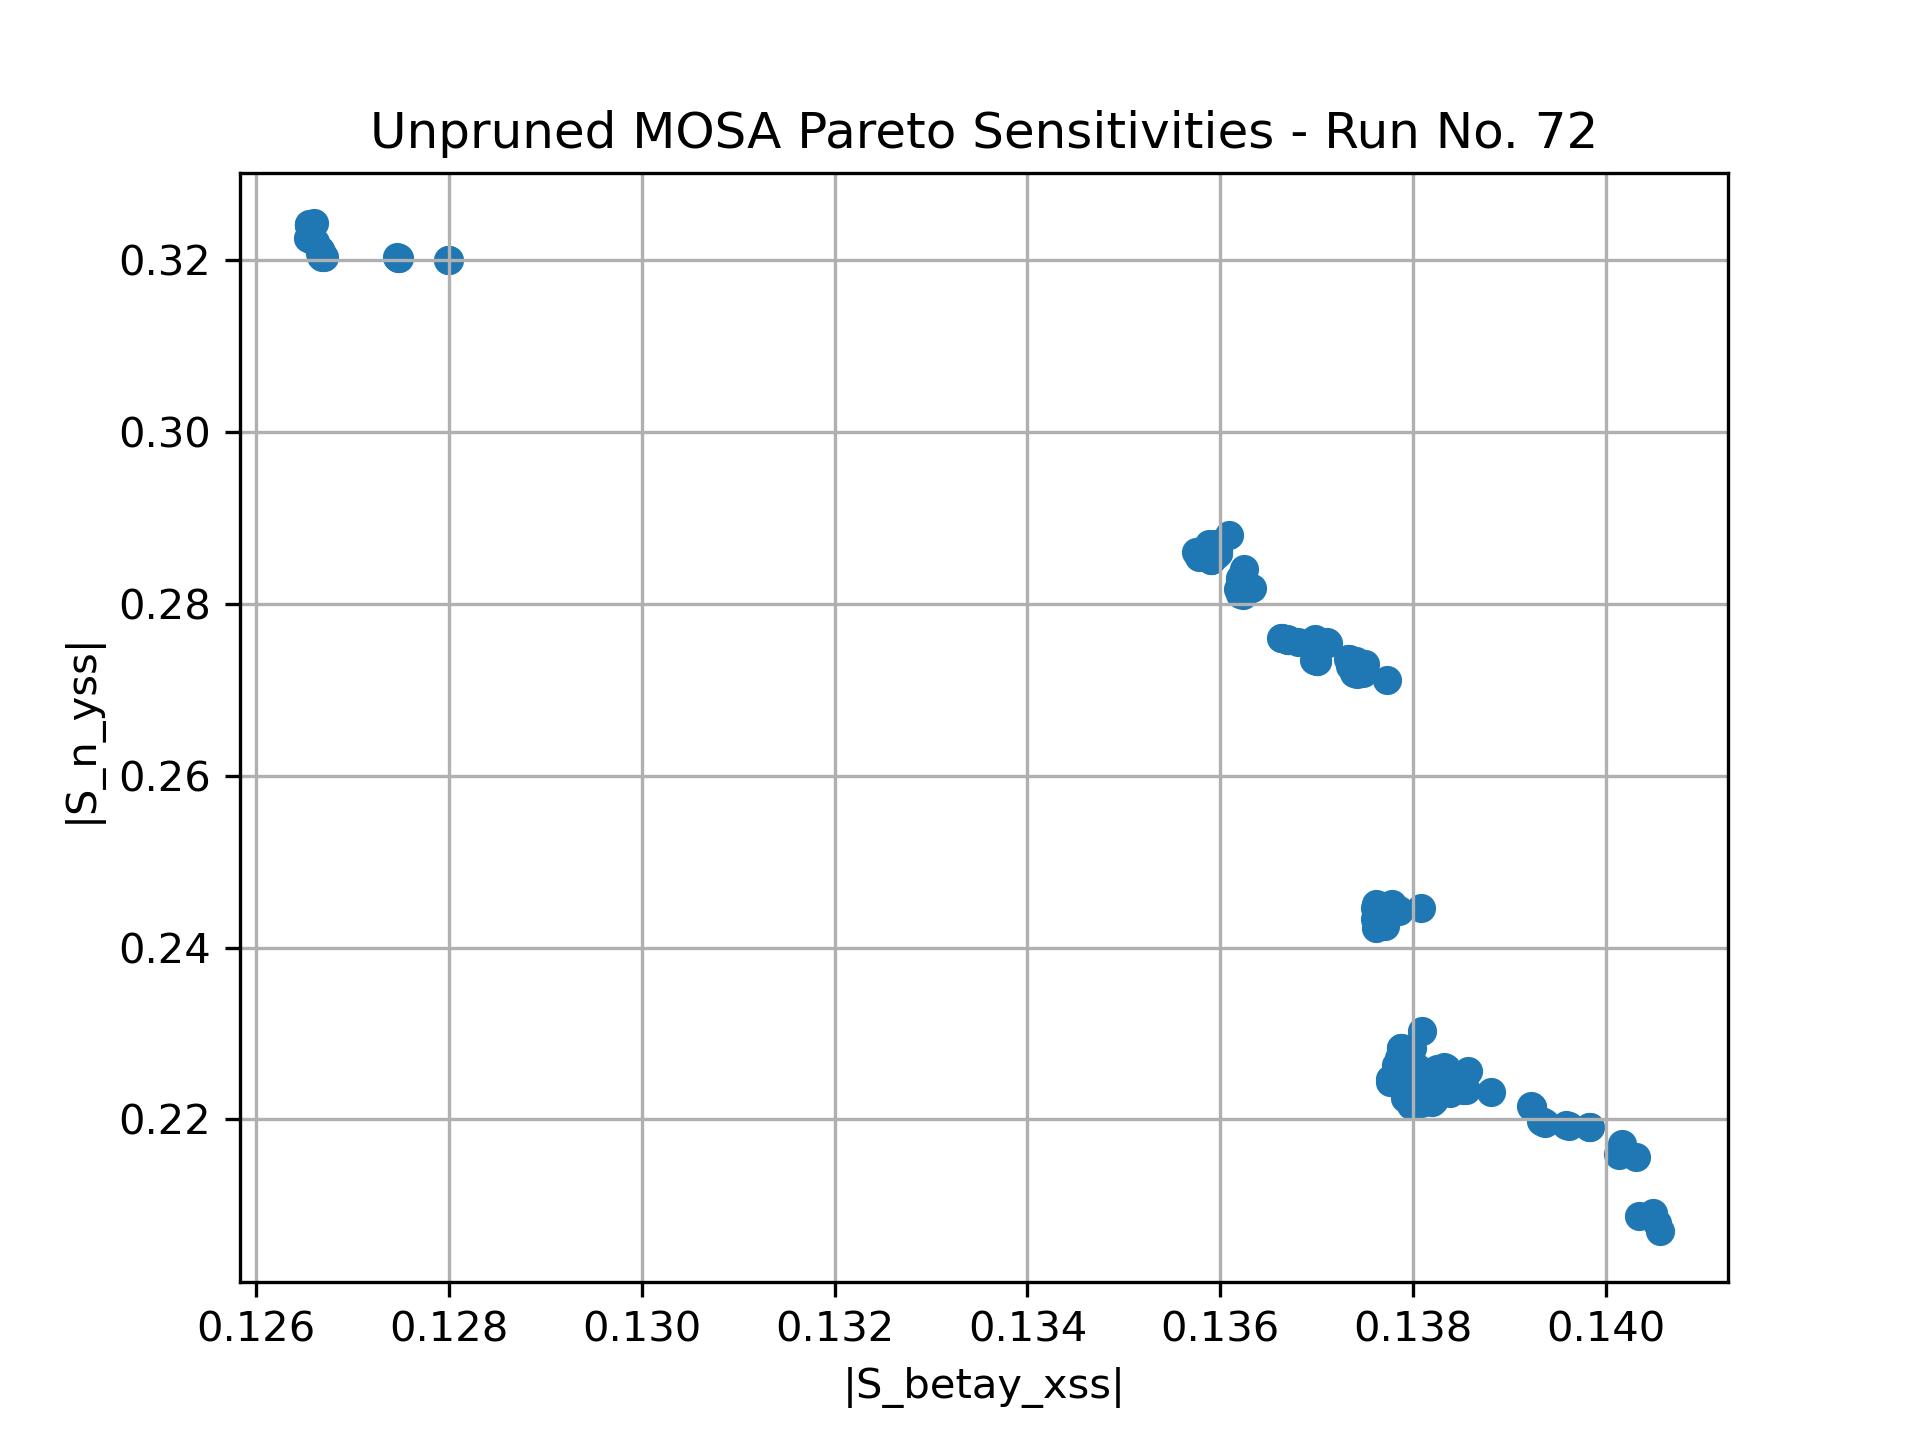 Unpruned MOSA Pareto Sensitivities - Run No. 72
|S_n_yss|
0.32
0.30
0.28
0.26
0.24
0.22
0.126 0.128 0.130 0.132 0.134 0.136 0.138 0.140
|S_betay_xss|